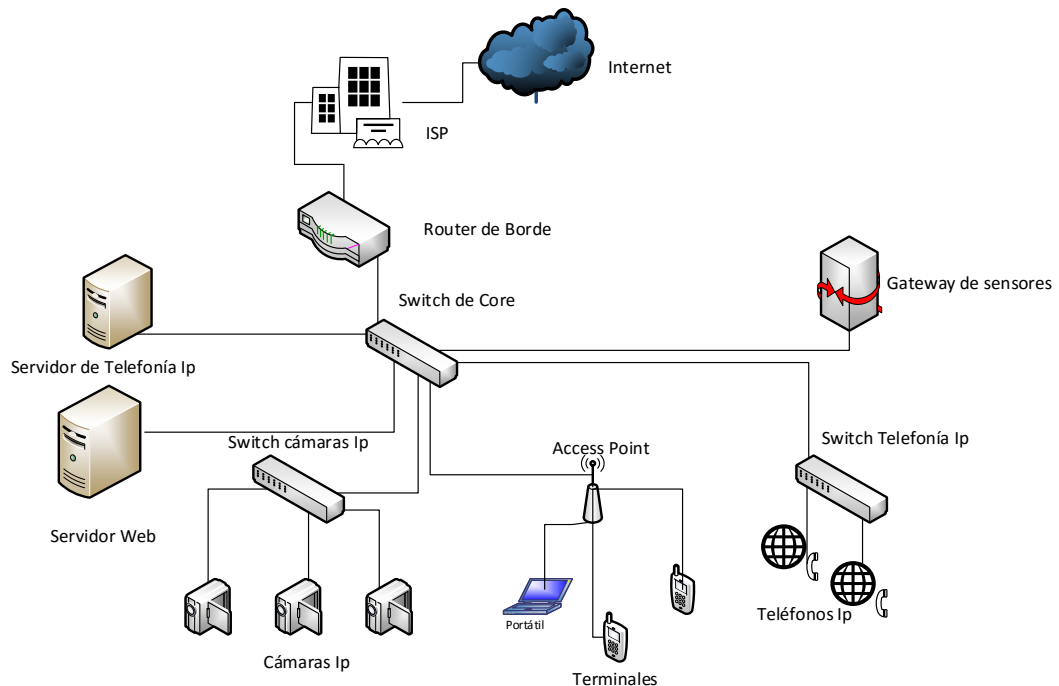 Internet
ISP
Router de Borde
Gateway de sensores
Switch de Core
Servidor de Telefonía Ip
Switch cámaras Ip
Access Point
Switch Telefonía Ip
Servidor Web
Portátil
Teléfonos Ip
Cámaras Ip
Terminales